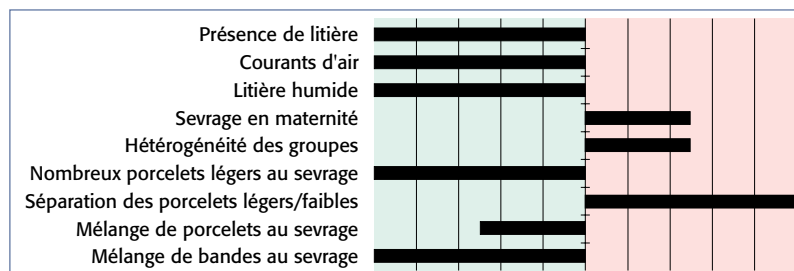 Présence de litière
Courants d'air
Litière humide
Sevrage en maternité
Hétérogénéité des groupes
Nombreux porcelets légers au sevrage
Séparation des porcelets légers/faibles
Mélange de porcelets au sevrage
Mélange de bandes au sevrage